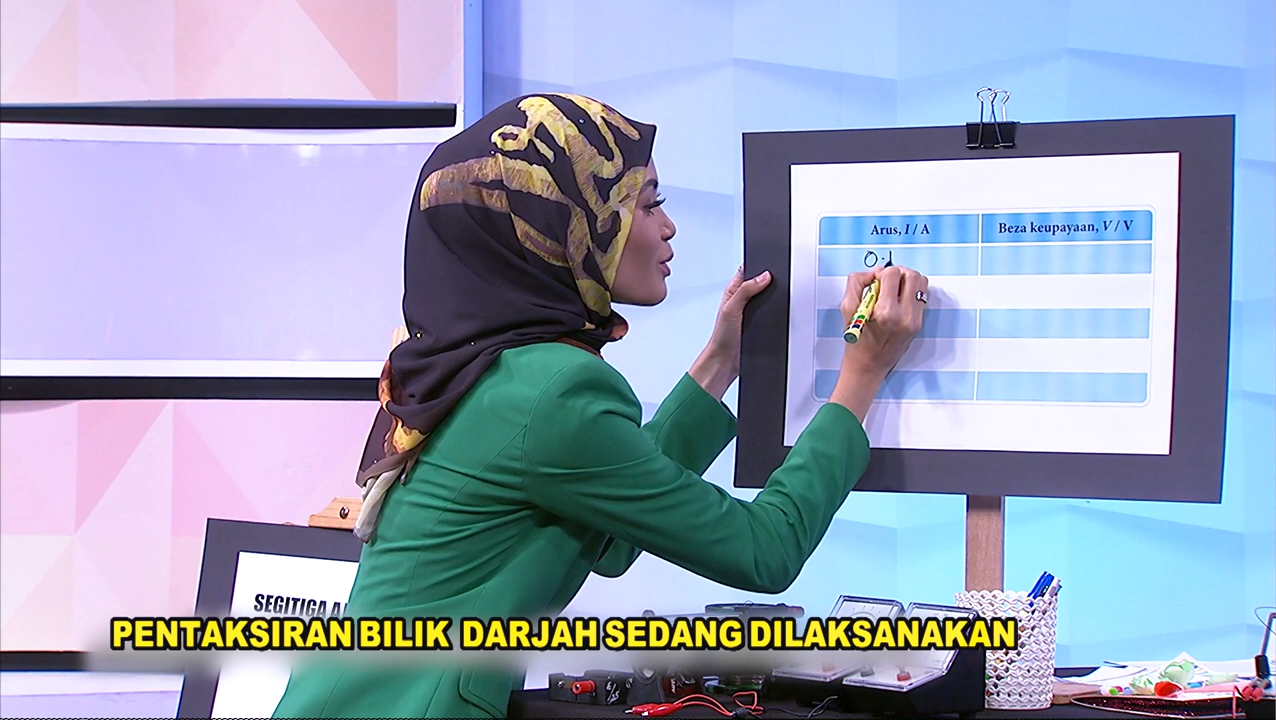 Arus, I / A
Beza keupayaan, V / V
0.1
SEGITIGA
PENTAKSIRAN BILIK DARJAH SEDANG DILAKSANAKAN